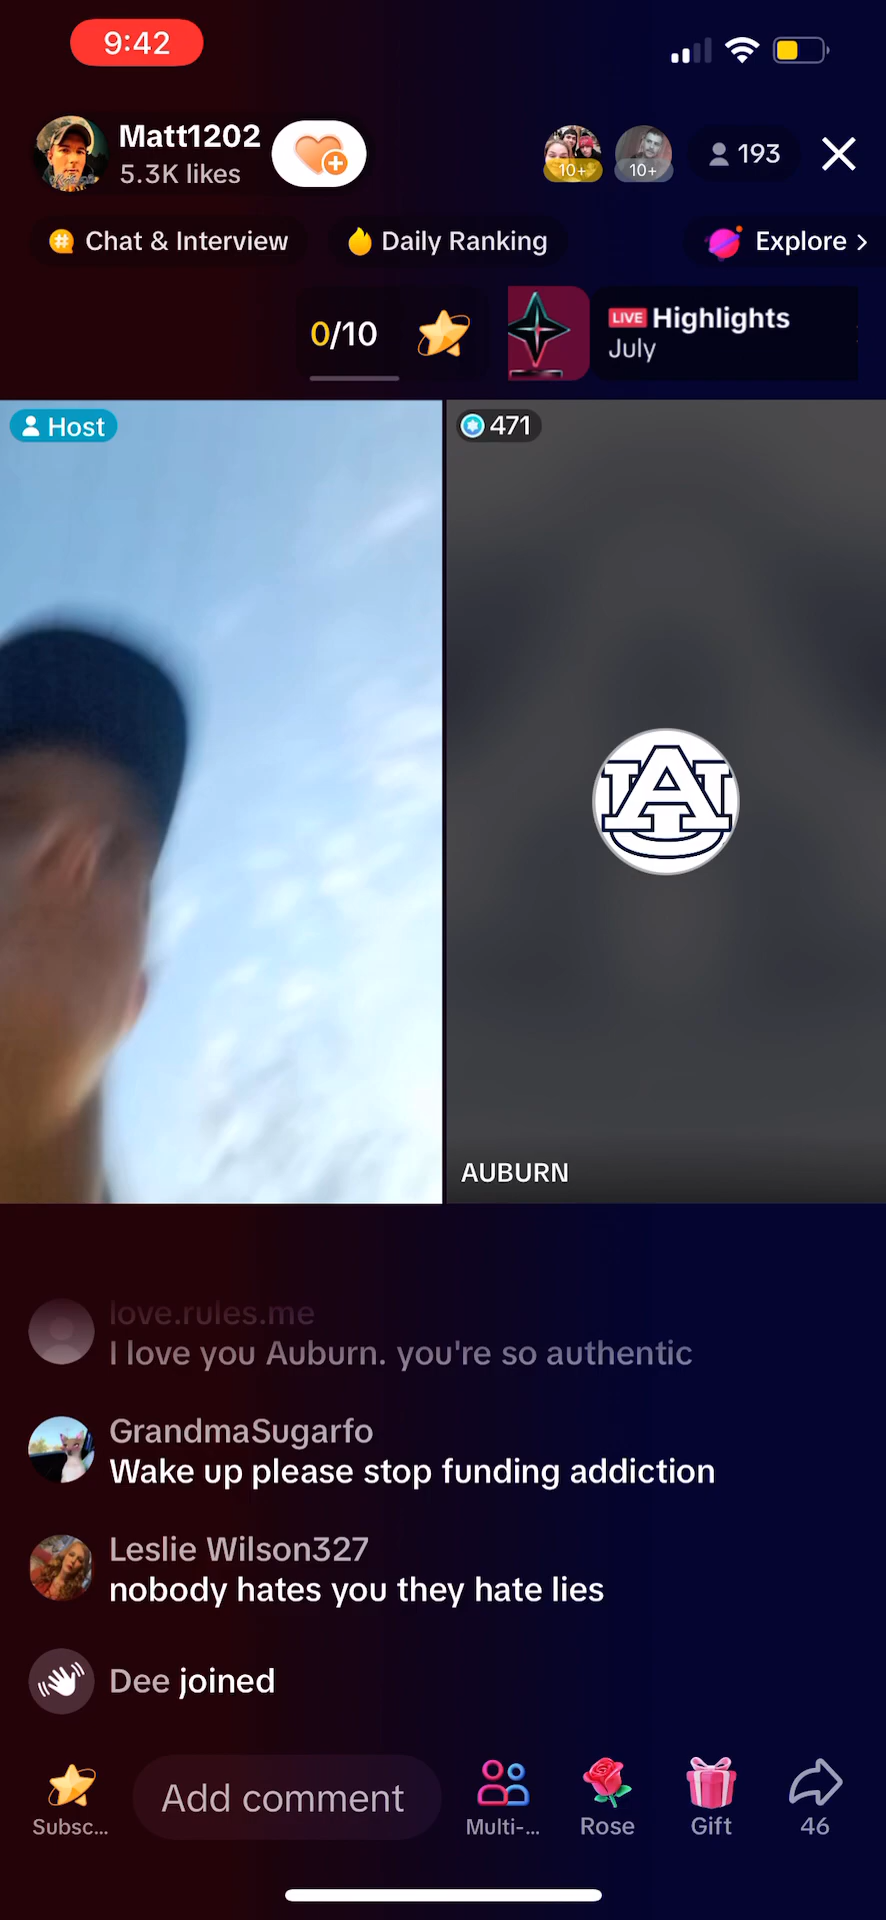 9:42
Matt1202
5.3K likes
10+
10+
193
Chat & Interview
Daily Ranking
Explore >
0/10
LIVE Highlights
July
Host
471
AU
AUBURN
love.rules.me
I love you Auburn. you're so authentic
GrandmaSugarfo
Wake up please stop funding addiction
Leslie Wilson327
nobody hates you they hate lies
Dee joined
Subsc...
Add comment
Multi-...
Rose
Gift
46